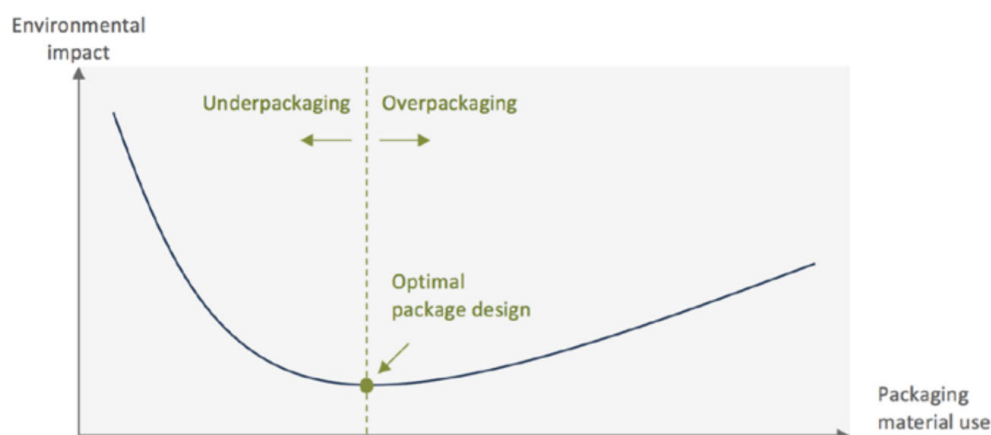 Environmental
impact
Underpackaging
Overpackaging
Optimal
package design
Packaging
material use